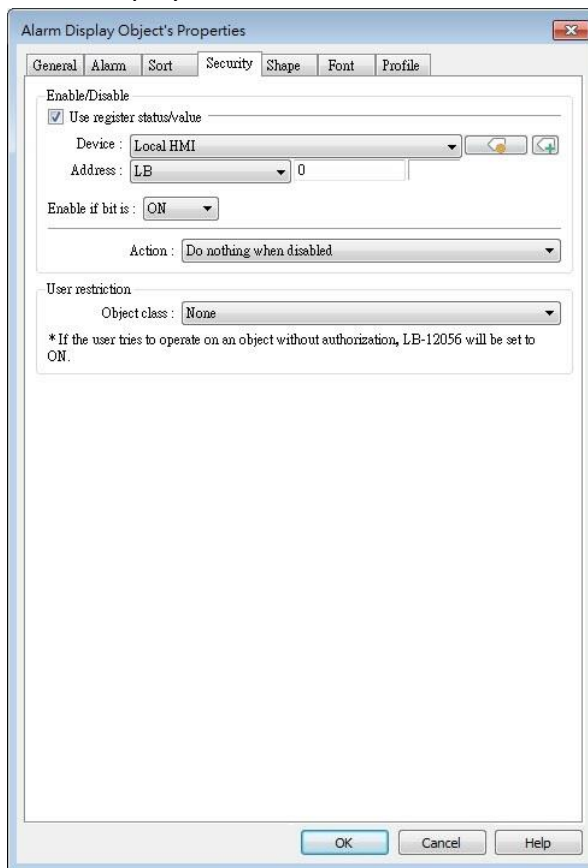 Alarm Display Object's Properties
General Alarm Sort Security Shape Font Profile
Enable/Disable
Use register status/value
Device : Local HMI
Address : LB 0
Enable if bit is : ON
Action : Do nothing when disabled
User restriction
Object class : None
* If the user tries to operate on an object without authorization, LB-12056 will be set to
ON.
OK Cancel Help